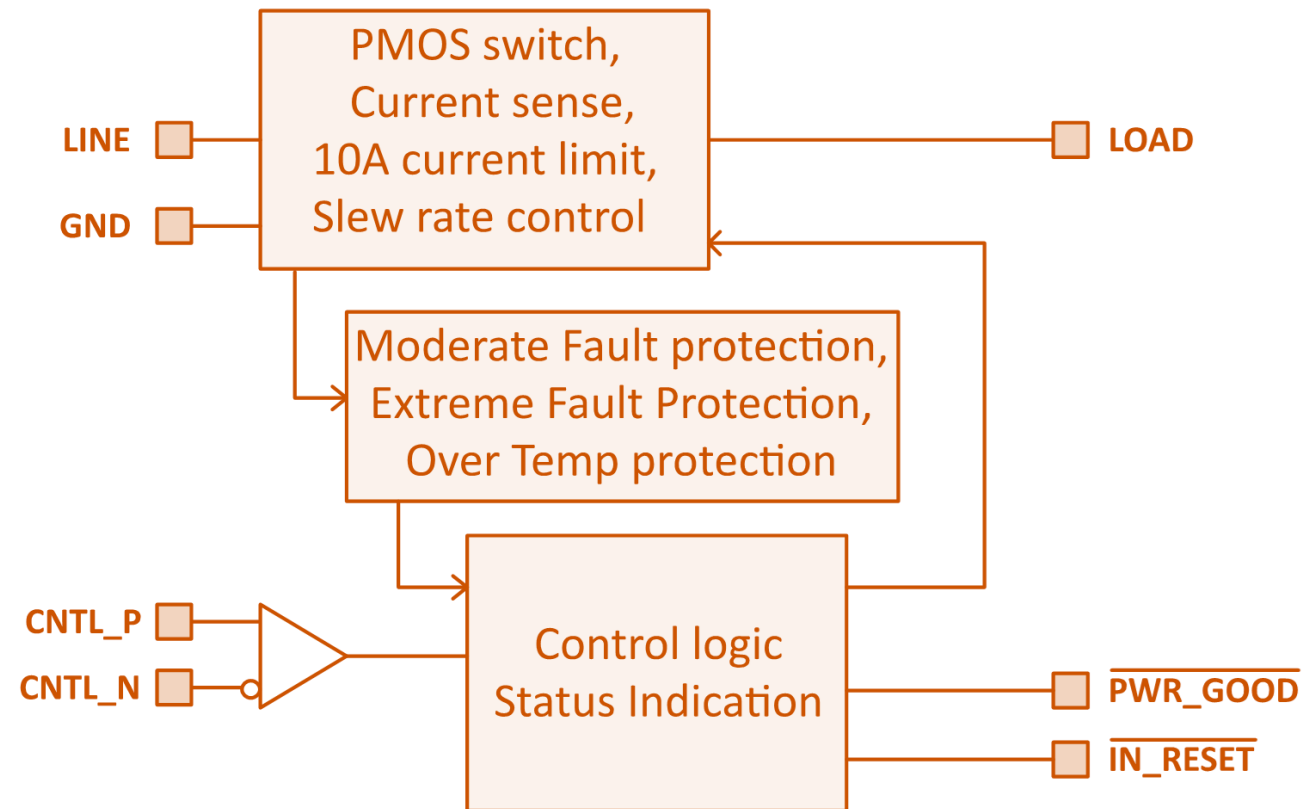 PMOS switch,
Current sense,
10A current limit,
Slew rate control
LINE
GND
LOAD
Moderate Fault protection,
Extreme Fault Protection,
Over Temp protection
CNTL_P
CNTL_N
Control logic
Status Indication
PWR_GOOD
IN_RESET